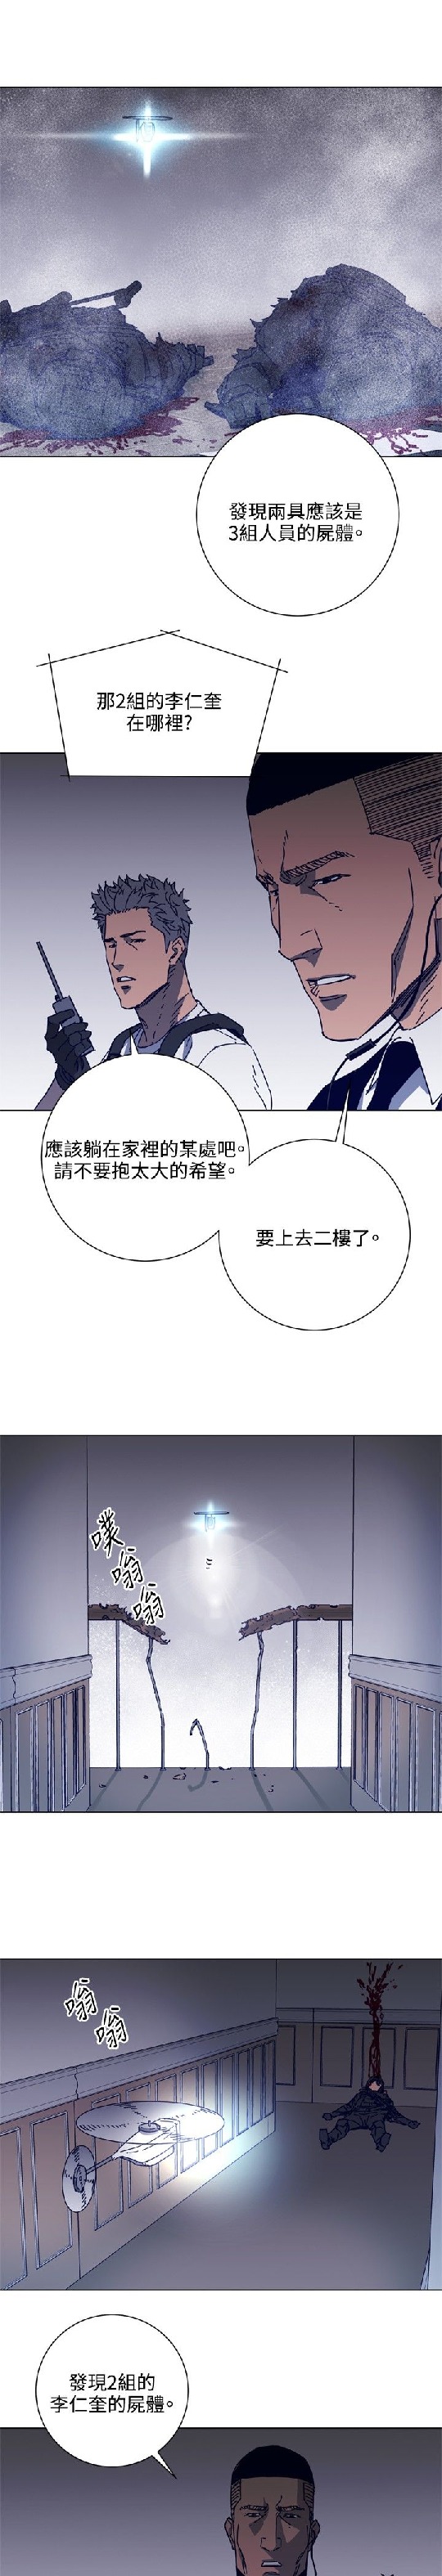 發現兩具應該是
3組人員的屍體。
那2組的李仁奎
在哪裡?
應該躺在家裡的某處吧。
請不要抱太大的希望。
要上去二樓了。
噗
嗡
嗡
嗡
嗡
發現2組的
李仁奎的屍體。